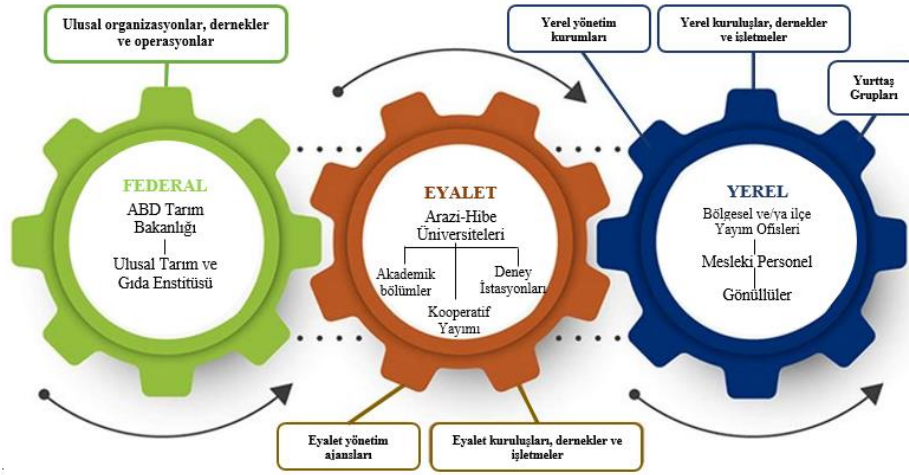 Ulusal organizasyonlar, dernekler
ve operasyonlar
Yerel yönetim
kurumları
Yerel kuruluşlar, dernekler
ve işletmeler
Yurttaş
Grupları
FEDERAL
ABD Tarım
Bakanlığı
Ulusal Tarım ve
Gıda Enstitüsü
EYALET
Arazi-Hibe
Üniversiteleri
Akademik
bölümler
Kooperatif
Yayımı
Deney
İstasyonları
YEREL
Bölgesel ve/ya ilçe
Yayım Ofisleri
Mesleki Personel
Gönüllüler
Eyalet yönetim
ajansları
Eyalet kuruluşları, dernekler ve
işletmeler